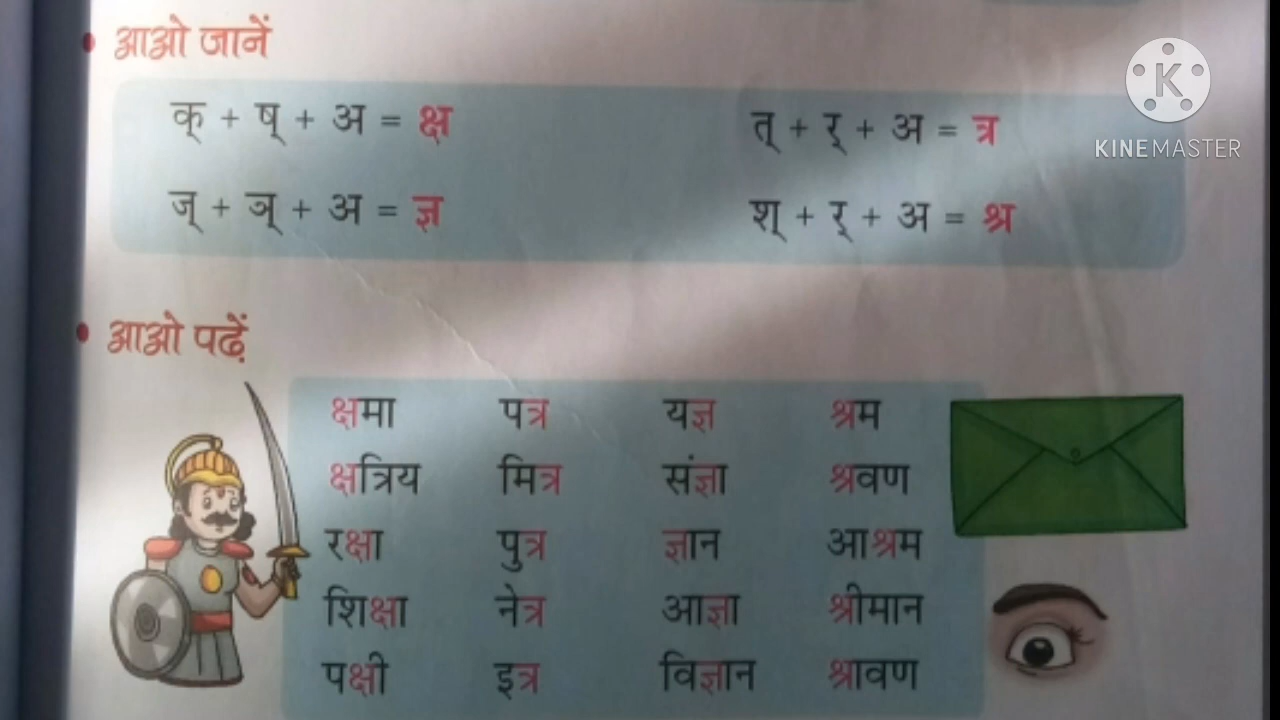 आओ जानें
क् + ष् + अ = क्ष त् + र् + अ = त्र
ज् + ञ् + अ = ज्ञ श् + र् + अ = श्र
KINEMASTER
आओ पढ़ें
क्षमा पत्र यज्ञ श्रम
क्षत्रिय मित्र संज्ञा श्रवण
रक्षा पुत्र ज्ञान आश्रम
शिक्षा नेत्र आज्ञा श्रीमान
पक्षी इत्र विज्ञान श्रावण